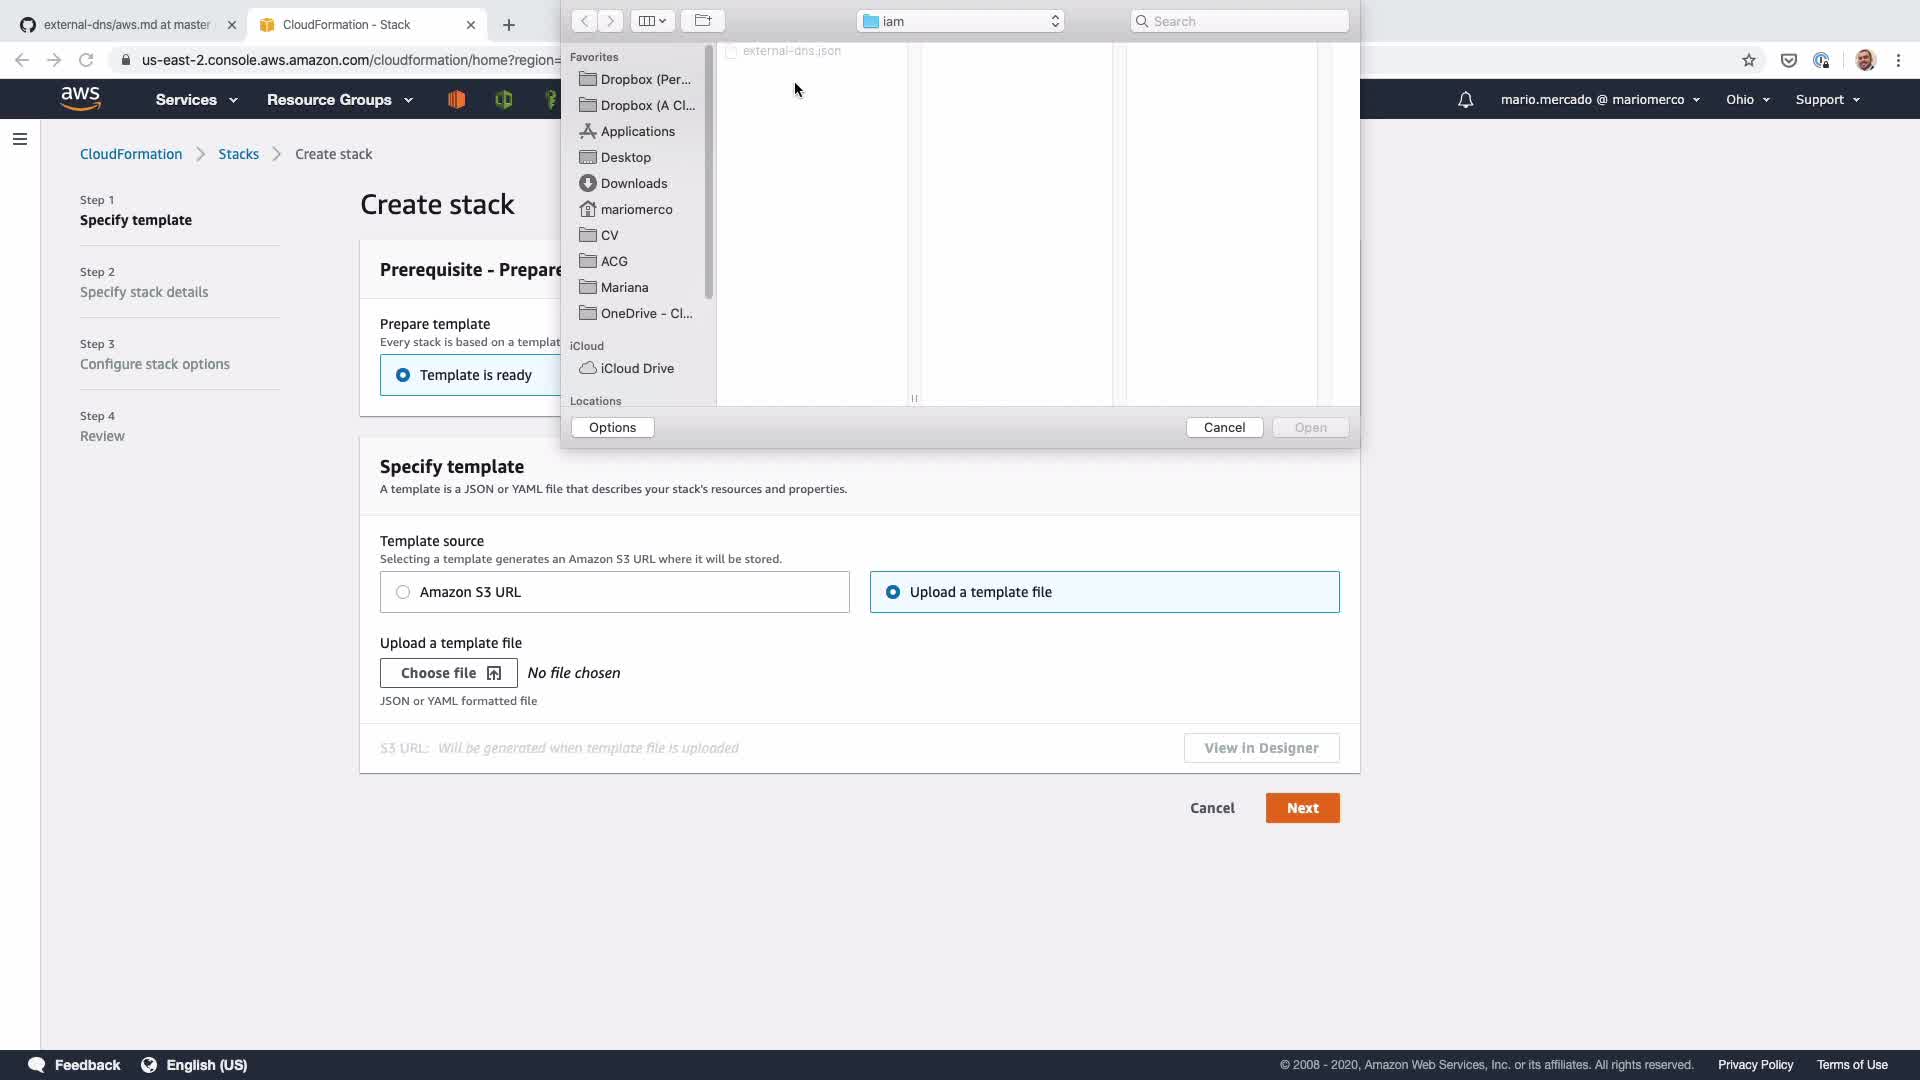 external-dns/aws.md at master
CloudFormation - Stack
iam
Search
us-east-2.console.aws.amazon.com/cloudformation/home?region=
aws
Services
Resource Groups
mario.mercado @ mariomerco
Ohio
Support
Favorites
Dropbox (Per...
Dropbox (A Cl...
Applications
Desktop
Downloads
mariomerco
CV
ACG
Mariana
OneDrive - Cl...
iCloud
iCloud Drive
Locations
external-dns.json
Options
Cancel
Open
CloudFormation
Stacks
Create stack
Step 1
Specify template
Step 2
Specify stack details
Step 3
Configure stack options
Step 4
Review
Create stack
Prerequisite - Prepare
Prepare template
Every stack is based on a templat
Template is ready
Specify template
A template is a JSON or YAML file that describes your stack's resources and properties.
Template source
Selecting a template generates an Amazon S3 URL where it will be stored.
Amazon S3 URL
Upload a template file
Upload a template file
Choose file
No file chosen
JSON or YAML formatted file
S3 URL: Will be generated when template file is uploaded
View in Designer
Cancel
Next
Feedback
English (US)
© 2008 - 2020, Amazon Web Services, Inc. or its affiliates. All rights reserved.
Privacy Policy
Terms of Use